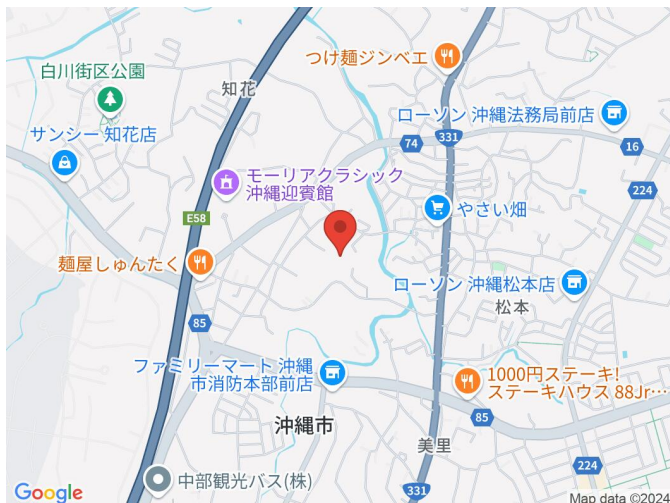 つけ麺ジンベエ
白川街区公園
知花
ローソン 沖縄法務局前店
サンシー 知花店
331
74
16
モーリアクラシック
沖縄迎賓館
224
やさい畑
E58
麺屋しゅんたく
ローソン 沖縄松本店
松本
85
ファミリーマート 沖縄
市消防本部前店
1000円ステーキ!
ステーキハウス 88Jr…
沖縄市
85
美里
224
中部観光バス(株)
331
Google
Map data ©2024